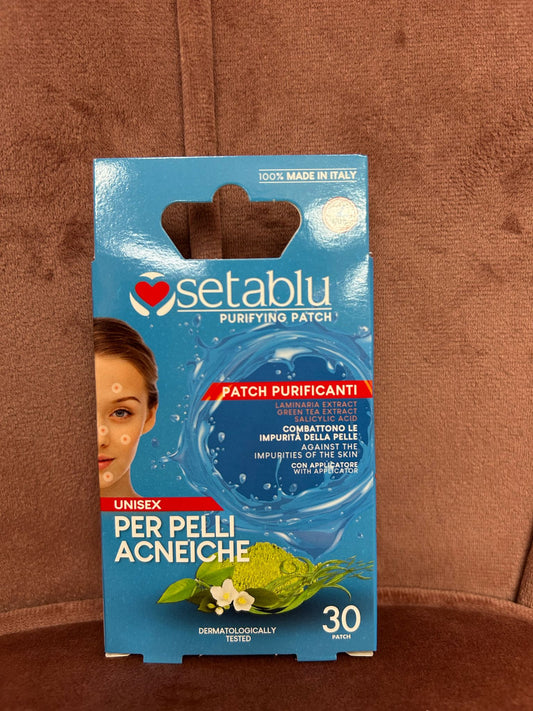 100% MADE IN ITALY
setablu
PURIFYING PATCH
PATCH PURIFICANTI
LAMINARIA EXTRACT
GREEN TEA EXTRACT
SALICYLIC ACID
COMBATTONO LE
IMPURITÀ DELLA PELLE
AGAINST THE
IMPURITIES OF THE SKIN
CON APPLICATORE
WITH APPLICATOR
UNISEX
PER PELLI
ACNEICHE
DERMATOLOGICALLY
TESTED
30
PATCH